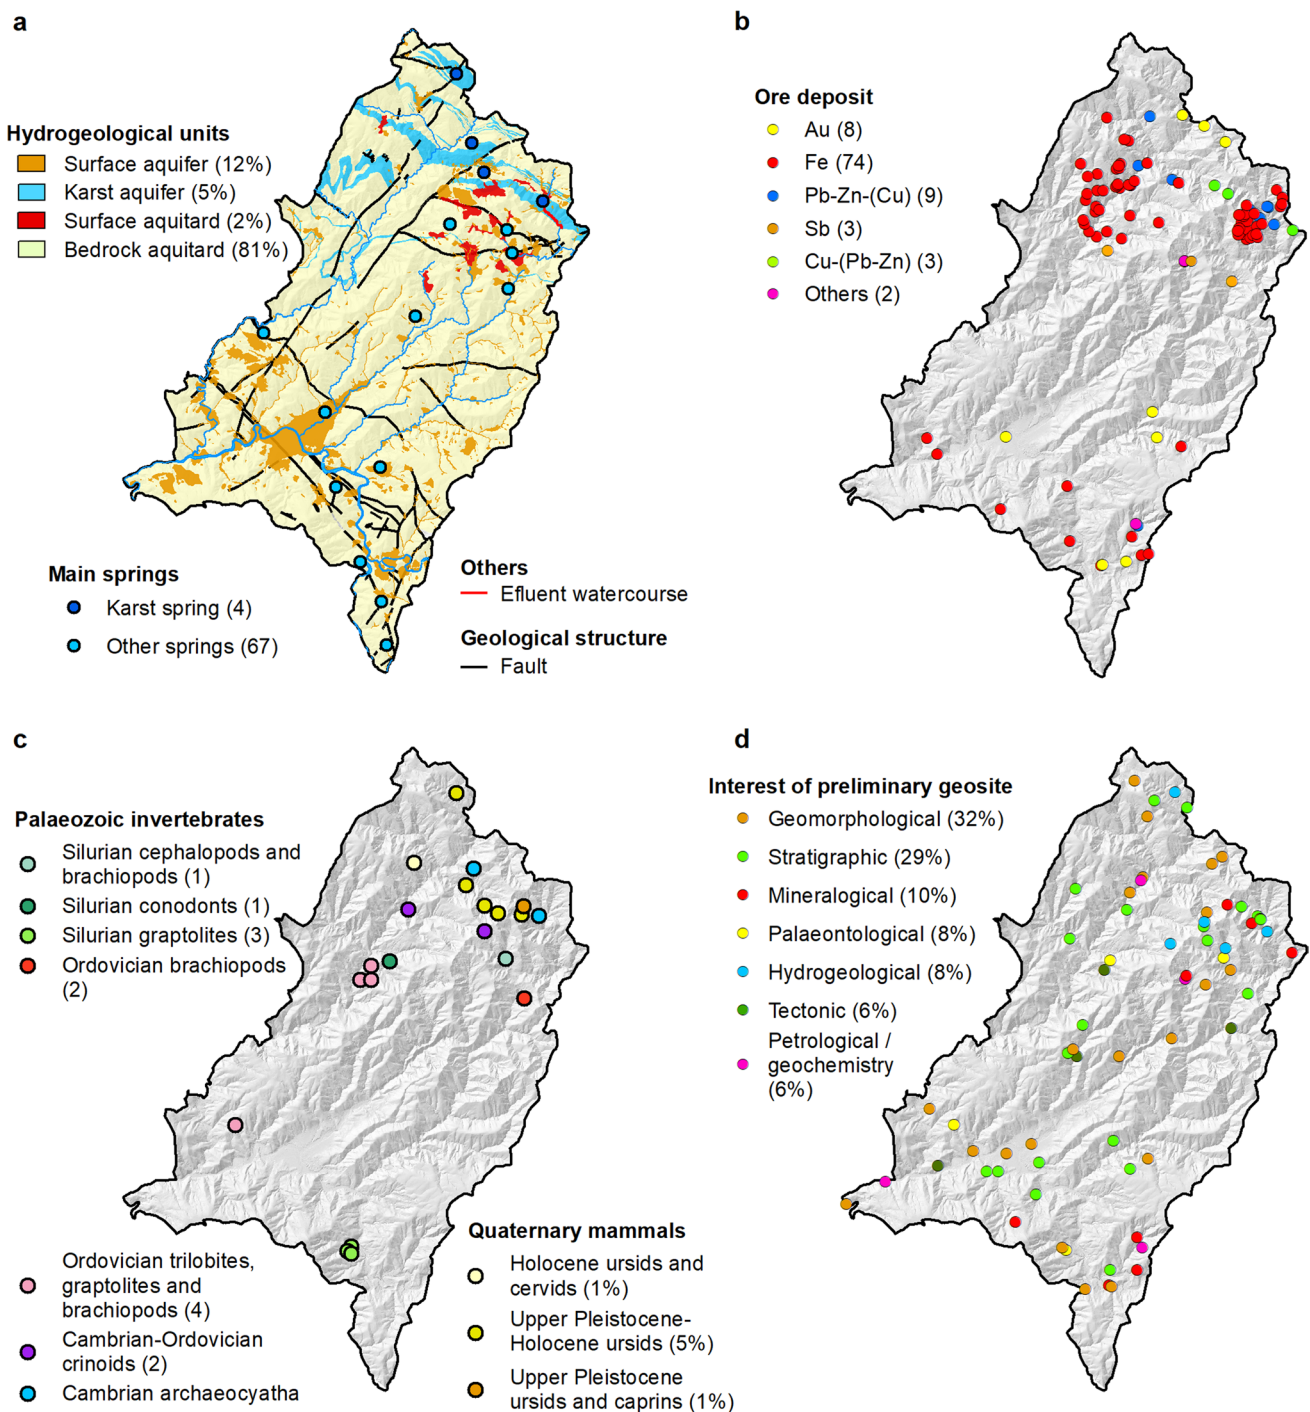 a
Hydrogeological units
Surface aquifer (12%)
Karst aquifer (5%)
Surface aquitard (2%)
Bedrock aquitard (81%)
Main springs
Karst spring (4)
Other springs (67)
Others
Efluent watercourse
Geological structure
Fault
b
Ore deposit
Au (8)
Fe (74)
Pb-Zn-(Cu) (9)
Sb (3)
Cu-(Pb-Zn) (3)
Others (2)
c
Palaeozoic invertebrates
Silurian cephalopods and
brachiopods (1)
Silurian conodonts (1)
Silurian graptolites (3)
Ordovician brachiopods
(2)
Ordovician trilobites,
graptolites and
brachiopods (4)
Cambrian-Ordovician
crinoids (2)
Cambrian archaeocyatha
Quaternary mammals
Holocene ursids and
cervids (1%)
Upper Pleistocene-
Holocene ursids (5%)
Upper Pleistocene
ursids and caprins (1%)
d
Interest of preliminary geosite
Geomorphological (32%)
Stratigraphic (29%)
Mineralogical (10%)
Palaeontological (8%)
Hydrogeological (8%)
Tectonic (6%)
Petrological /
geochemistry
(6%)